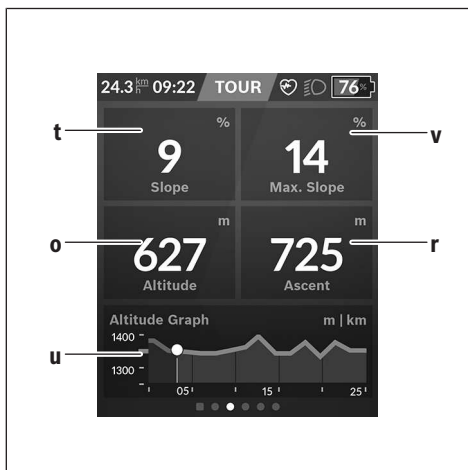 24.3 km/h 09:22 TOUR 76%
t % % v
9 14
Slope Max. Slope
o m m r
627 725
Altitude Ascent
Altitude Graph m | km
u 1400
1300
05 15 25